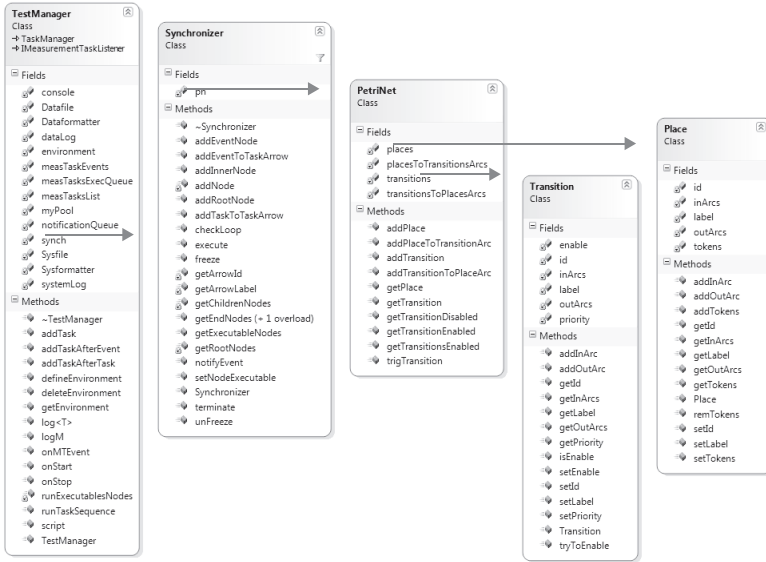 TestManager
Class
TaskManager
IMeasurementTaskListener
Fields
console
Datafile
Dataformatter
dataLog
environment
measTaskEvents
measTasksExecQueue
measTasksList
myPool
notificationQueue
synch
Sysfile
Sysformatter
systemLog
Methods
~TestManager
addTask
addTaskAfterEvent
addTaskAfterTask
defineEnvironment
deleteEnvironment
getEnvironment
log<T>
logM
onMTEvent
onStart
onStop
runExecutablesNodes
runTaskSequence
script
TestManager
Synchronizer
Class
Fields
pn
Methods
~Synchronizer
addEventNode
addEventToTaskArrow
addInnerNode
addNode
addRootNode
addTaskToTaskArrow
checkLoop
execute
freeze
getArrowId
getArrowLabel
getChildrenNodes
getEndNodes (+ 1 overload)
getExecutableNodes
getRootNodes
notifyEvent
setNodeExecutable
Synchronizer
terminate
unFreeze
PetriNet
Class
Fields
places
placesToTransitionsArcs
transitions
transitionsToPlacesArcs
Methods
addPlace
addPlaceToTransitionArc
addTransition
addTransitionToPlaceArc
getPlace
getTransition
getTransitionDisabled
getTransitionEnabled
getTransitionsEnabled
trigTransition
Transition
Class
Fields
enable
id
inArcs
label
outArcs
priority
Methods
addInArc
addOutArc
getId
getInArcs
getLabel
getOutArcs
getPriority
isEnable
setEnable
setId
setLabel
setPriority
Transition
tryToEnable
Place
Class
Fields
id
inArcs
label
outArcs
tokens
Methods
addInArc
addOutArc
addTokens
getId
getInArcs
getLabel
getOutArcs
getTokens
Place
remTokens
setId
setLabel
setTokens